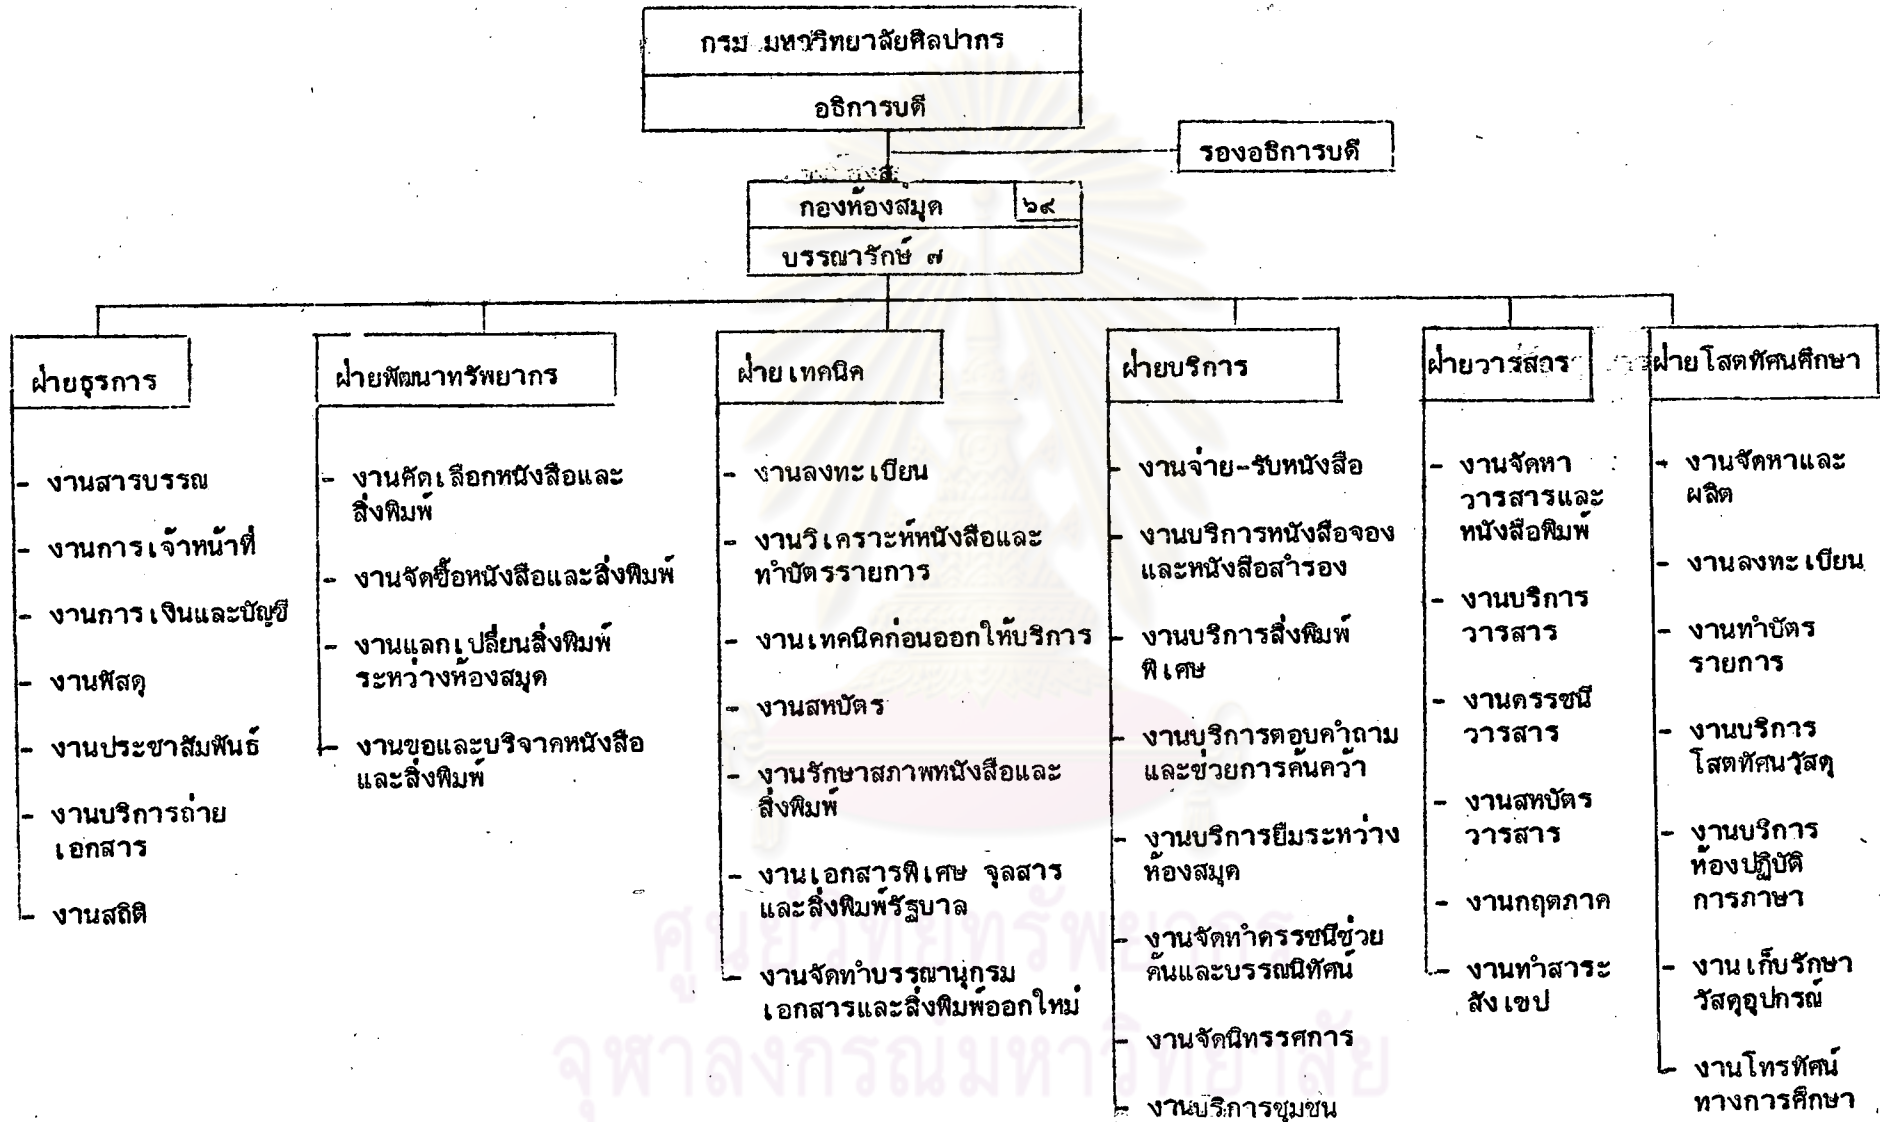 กรม มหาวิทยาลัยศิลปากร
อธิการบดี
รองอธิการบดี
กองห้องสมุด ๖๙
บรรณารักษ์ ๗
ฝ่ายธุรการ
- งานสารบรรณ
- งานการเจ้าหน้าที่
- งานการเงินและบัญชี
- งานพัสดุ
- งานประชาสัมพันธ์
- งานบริการถ่าย
เอกสาร
- งานสถิติ
ฝ่ายพัฒนาทรัพยากร
- งานคัดเลือกหนังสือและ
สิ่งพิมพ์
- งานจัดซื้อหนังสือและสิ่งพิมพ์
- งานแลกเปลี่ยนสิ่งพิมพ์
ระหว่างห้องสมุด
- งานขอและบริจาคหนังสือ
และสิ่งพิมพ์
ฝ่ายเทคนิค
- งานลงทะเบียน
- งานวิเคราะห์หนังสือและ
ทำบัตรรายการ
- งานเทคนิคก่อนออกให้บริการ
- งานสหบัตร
- งานรักษาสภาพหนังสือและ
สิ่งพิมพ์
- งานเอกสารพิเศษ จุลสาร
และสิ่งพิมพ์รัฐบาล
- งานจัดทำบรรณานุกรม
เอกสารและสิ่งพิมพ์ออกใหม่
ฝ่ายบริการ
- งานจ่าย-รับหนังสือ
- งานบริการหนังสือจอง
และหนังสือสำรอง
- งานบริการสิ่งพิมพ์
พิเศษ
- งานบริการตอบคำถาม
และช่วยการค้นคว้า
- งานบริการยืมระหว่าง
ห้องสมุด
- งานจัดทำดรรชนีช่วย
ค้นและบรรณนิทัศน์
- งานจัดนิทรรศการ
- งานบริการชุมชน
ฝ่ายวารสาร
- งานจัดหา
วารสารและ
หนังสือพิมพ์
- งานบริการ
วารสาร
- งานดรรชนี
วารสาร
- งานสหบัตร
วารสาร
- งานกฤตภาค
- งานทำสาระ
สังเขป
ฝ่ายโสตทัศนศึกษา
- งานจัดหาและ
ผลิต
- งานลงทะเบียน
- งานทำบัตร
รายการ
- งานบริการ
โสตทัศนวัสดุ
- งานบริการ
ห้องปฏิบัติ
การภาษา
- งานเก็บรักษา
วัสดุอุปกรณ์
- งานโทรทัศน์
ทางการศึกษา
ศูนย์วิทยทรัพยากร
จุฬาลงกรณ์มหาวิทยาลัย